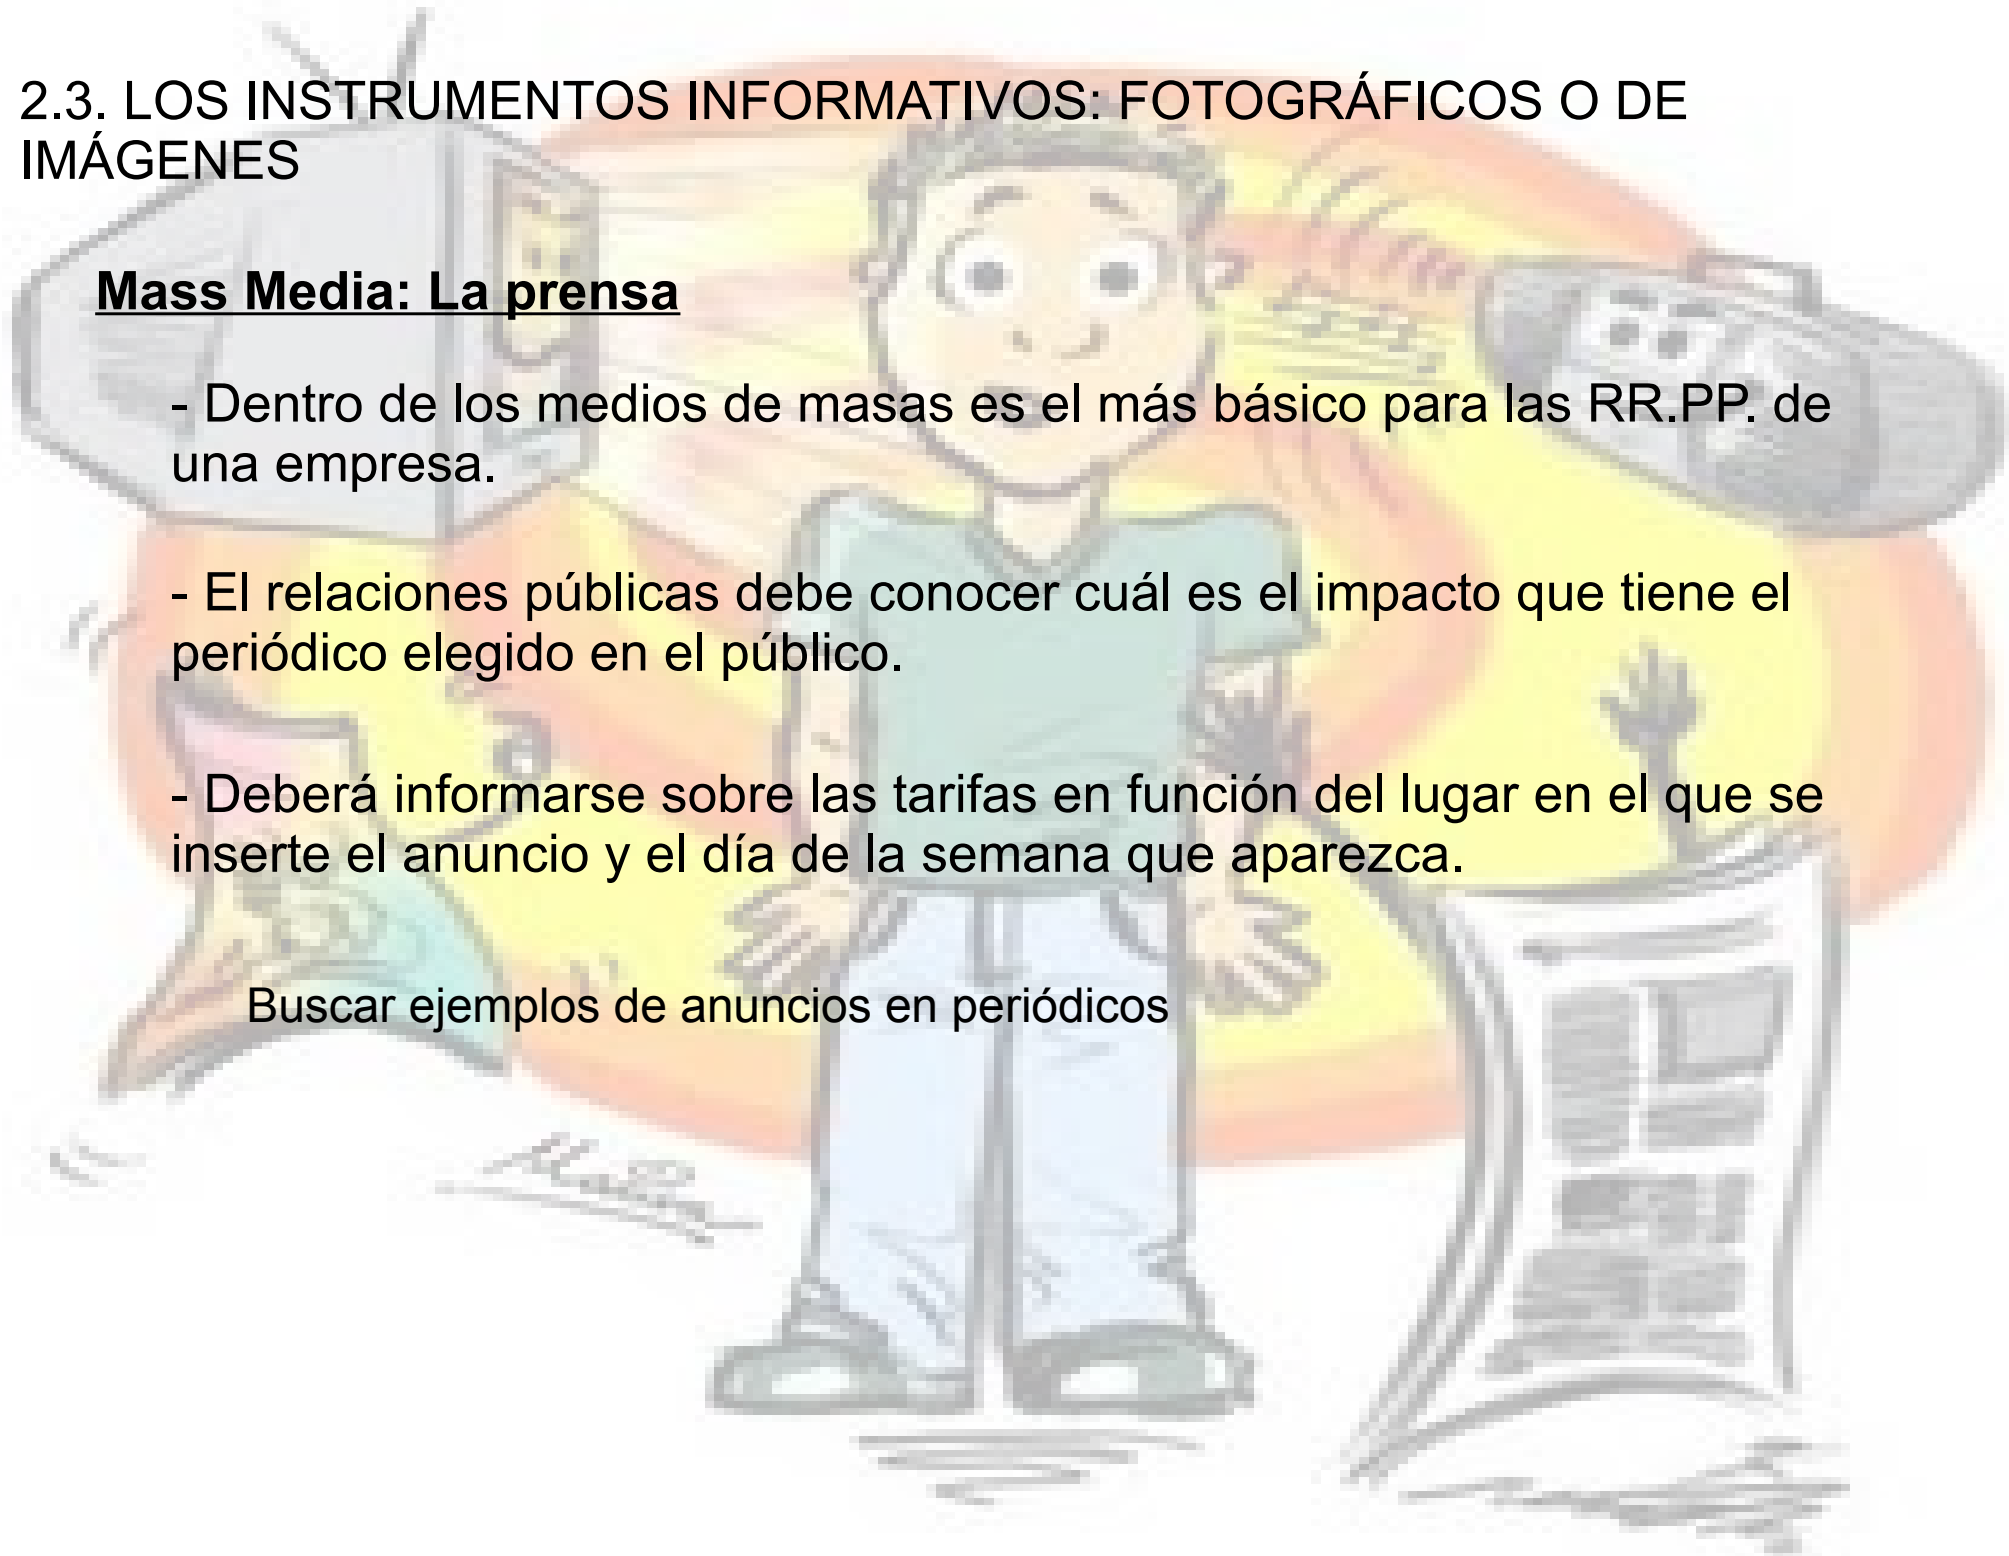 2.3. LOS INSTRUMENTOS INFORMATIVOS: FOTOGRÁFICOS O DE
IMÁGENES
Mass Media: La prensa
- Dentro de los medios de masas es el más básico para las RR.PP. de
una empresa.
- El relaciones públicas debe conocer cuál es el impacto que tiene el
periódico elegido en el público.
- Deberá informarse sobre las tarifas en función del lugar en el que se
inserte el anuncio y el día de la semana que aparezca.
Buscar ejemplos de anuncios en periódicos